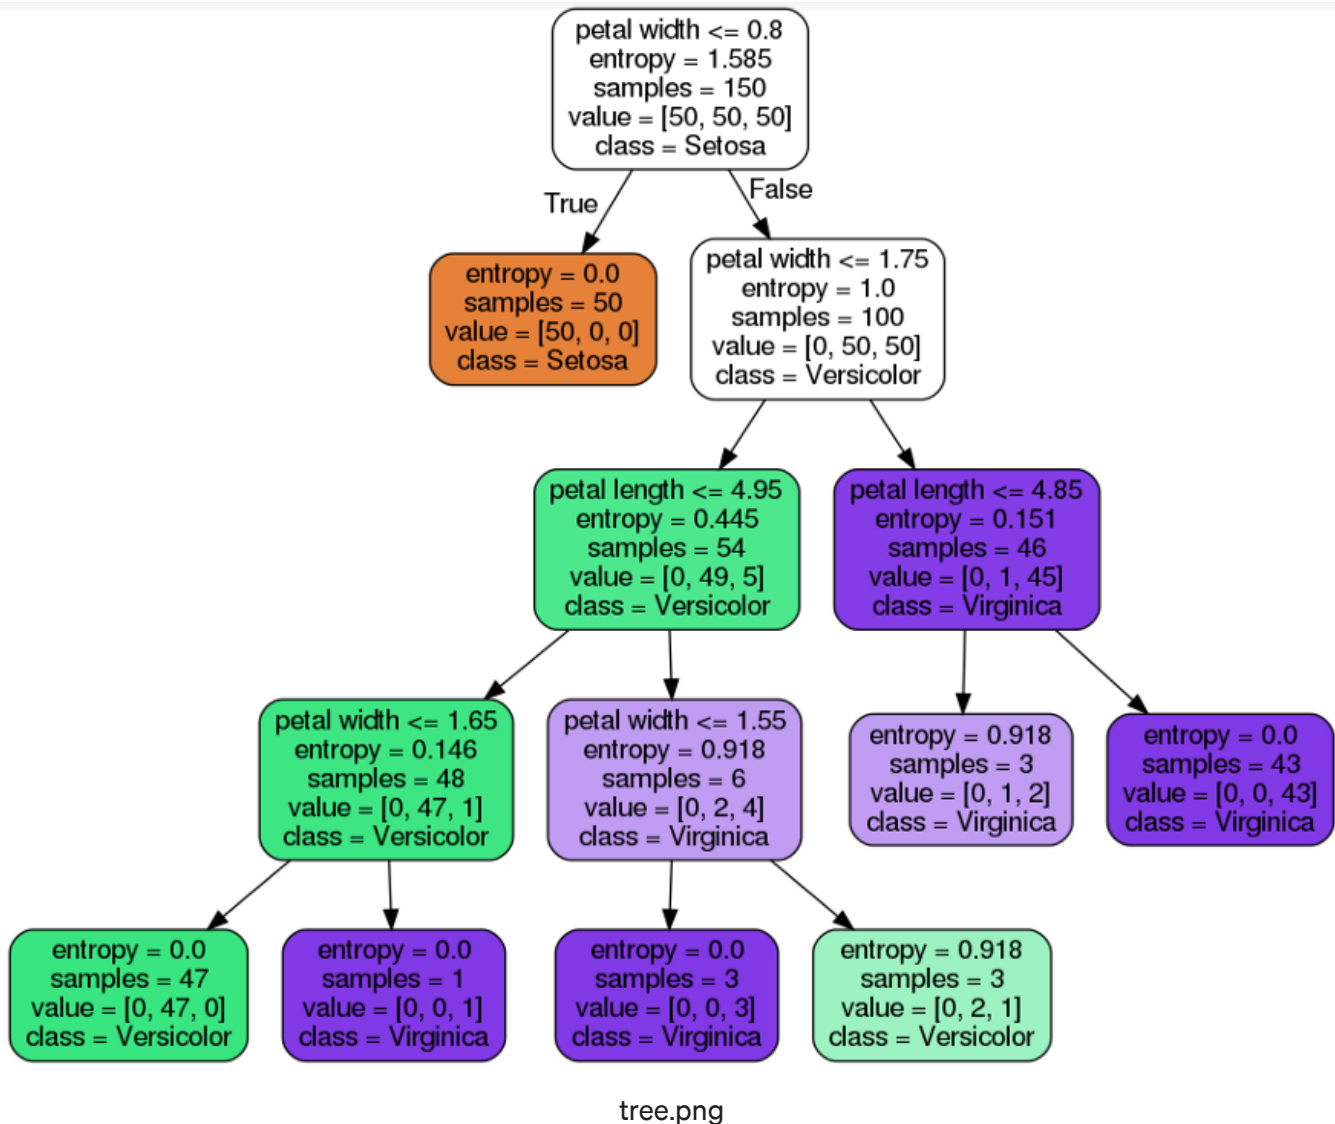 petal width <= 0.8
entropy = 1.585
samples = 150
value = [50, 50, 50]
class = Setosa
True
False
entropy = 0.0
samples = 50
value = [50, 0, 0]
class = Setosa
petal width <= 1.75
entropy = 1.0
samples = 100
value = [0, 50, 50]
class = Versicolor
petal length <= 4.95
entropy = 0.445
samples = 54
value = [0, 49, 5]
class = Versicolor
petal length <= 4.85
entropy = 0.151
samples = 46
value = [0, 1, 45]
class = Virginica
petal width <= 1.65
entropy = 0.146
samples = 48
value = [0, 47, 1]
class = Versicolor
petal width <= 1.55
entropy = 0.918
samples = 6
value = [0, 2, 4]
class = Virginica
entropy = 0.918
samples = 3
value = [0, 1, 2]
class = Virginica
entropy = 0.0
samples = 43
value = [0, 0, 43]
class = Virginica
entropy = 0.0
samples = 47
value = [0, 47, 0]
class = Versicolor
entropy = 0.0
samples = 1
value = [0, 0, 1]
class = Virginica
entropy = 0.0
samples = 3
value = [0, 0, 3]
class = Virginica
entropy = 0.918
samples = 3
value = [0, 2, 1]
class = Versicolor
tree.png